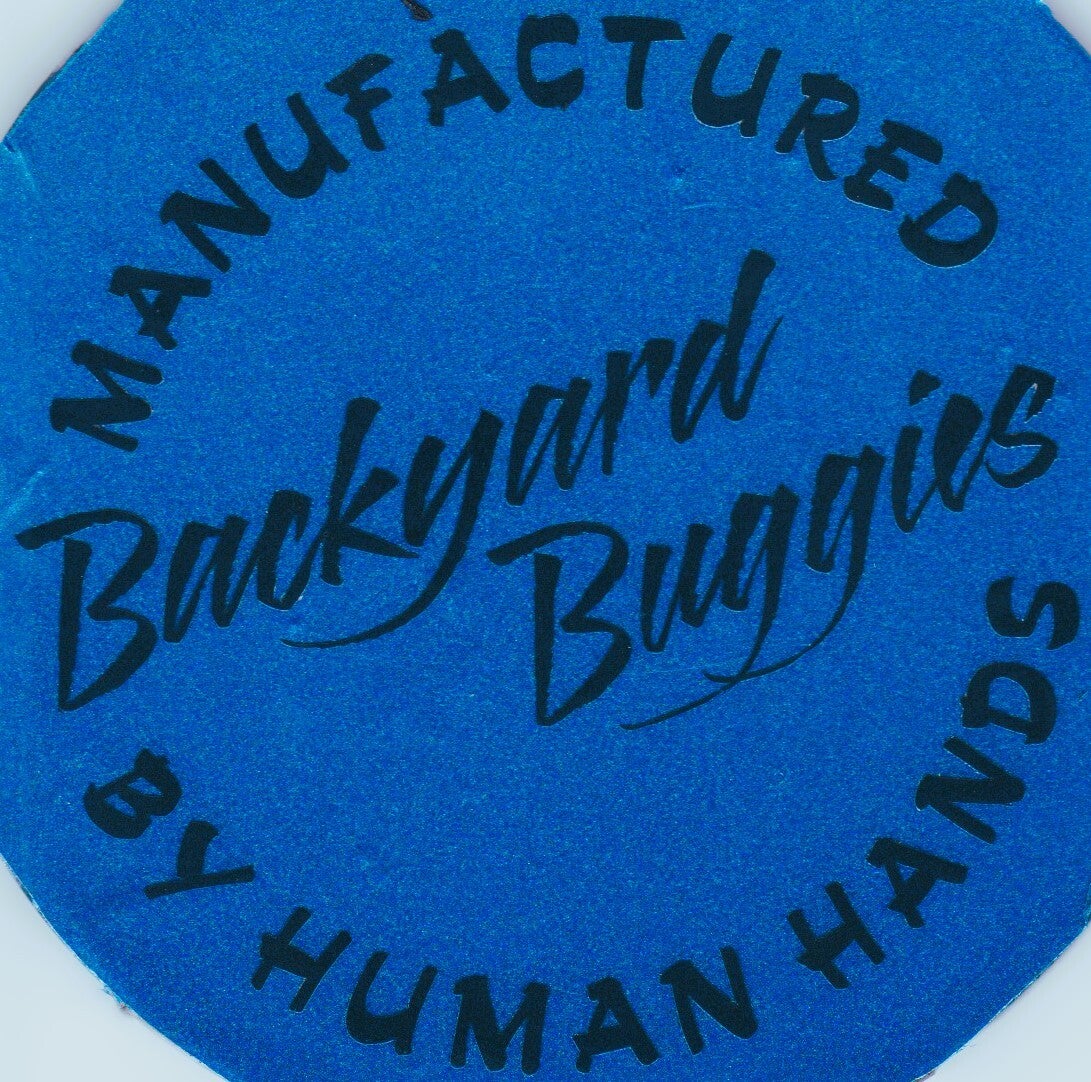 MANUFACTURED
Backyard
Buggies
BY HUMAN HANDS